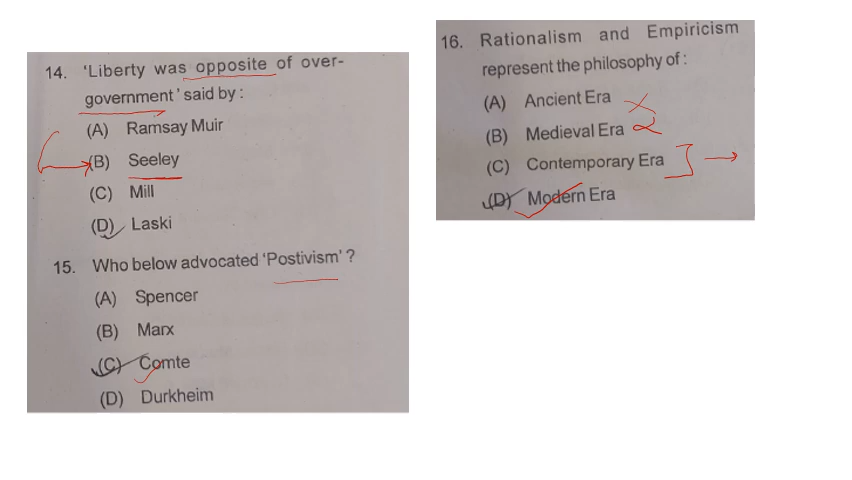 14. 'Liberty was opposite of over-
government' said by :
(A) Ramsay Muir
(B) Seeley
(C) Mill
(D) Laski
15. Who below advocated 'Postivism' ?
(A) Spencer
(B) Marx
(C) Comte
(D) Durkheim
16. Rationalism and Empiricism
represent the philosophy of :
(A) Ancient Era
(B) Medieval Era
(C) Contemporary Era
(D) Modern Era